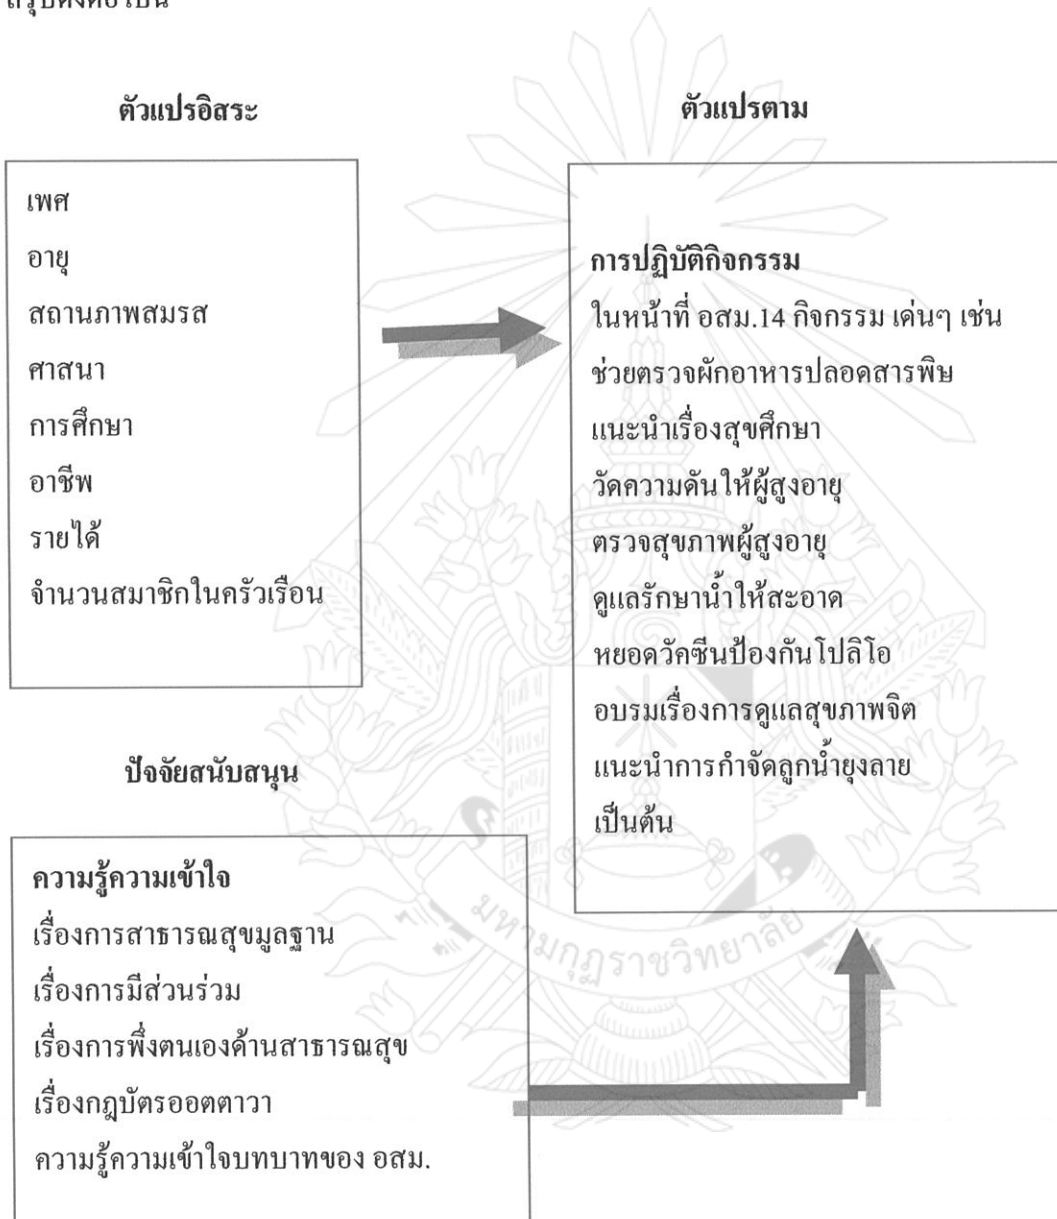 ตัวแปรอิสระ
เพศ
อายุ
สถานภาพสมรส
ศาสนา
การศึกษา
อาชีพ
รายได้
จำนวนสมาชิกในครัวเรือน
ตัวแปรตาม
การปฏิบัติกิจกรรม
ในหน้าที่ อสม.14 กิจกรรม เด่นๆ เช่น
ช่วยตรวจผักอาหารปลอดสารพิษ
แนะนำเรื่องสุขศึกษา
วัดความดันให้ผู้สูงอายุ
ตรวจสุขภาพผู้สูงอายุ
ดูแลรักษาน้ำให้สะอาด
หยอดวัคซีนป้องกันโปลิโอ
อบรมเรื่องการดูแลสุขภาพจิต
แนะนำการกำจัดลูกน้ำยุงลาย
เป็นต้น
ปัจจัยสนับสนุน
ความรู้ความเข้าใจ
เรื่องการสาธารณสุขมูลฐาน
เรื่องการมีส่วนร่วม
เรื่องการพึ่งตนเองด้านสาธารณสุข
เรื่องกฎบัตรออตตาวา
ความรู้ความเข้าใจบทบาทของ อสม.
มหามกุฏราชวิทยาลัย